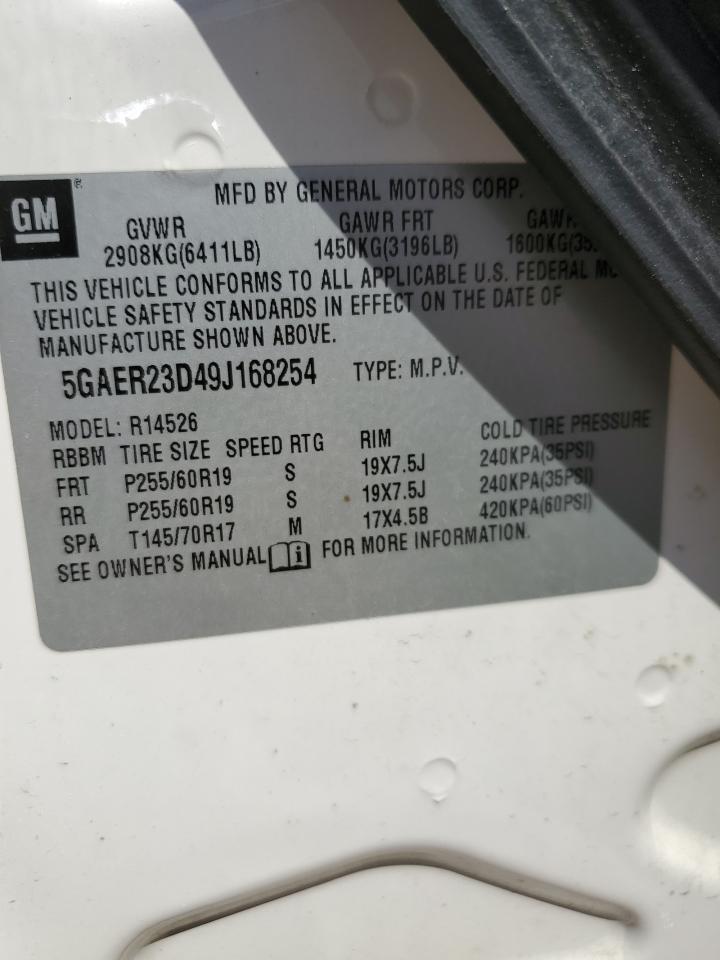 GM ®
MFD BY GENERAL MOTORS CORP.
GVWR GAWR FRT
2908KG(6411LB) 1450KG(3196LB)
THIS VEHICLE CONFORMS TO ALL APPLICABLE U.S. FEDERAL
VEHICLE SAFETY STANDARDS IN EFFECT ON THE DATE OF
MANUFACTURE SHOWN ABOVE.
5GAER23D49J168254 TYPE: M.P.V.
MODEL: R14526
RBBM TIRE SIZE SPEED RTG RIM COLD TIRE PRESSURE
FRT P255/60R19 S 19X7.5J 240KPA(35PSI)
RR P255/60R19 S 19X7.5J 240KPA(35PSI)
SPA T145/70R17 M 17X4.5B 420KPA(60PSI)
SEE OWNER'S MANUAL i FOR MORE INFORMATION.